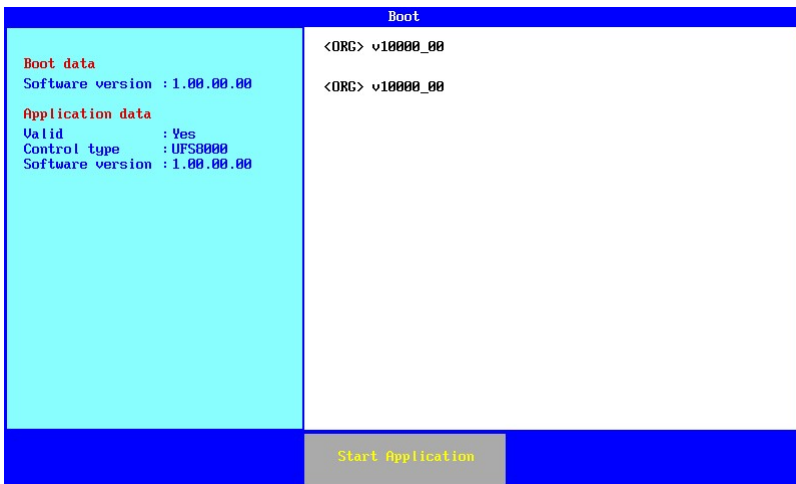 Boot
Boot data
Software version : 1.00.00.00
Application data
Valid : Yes
Control type : UFS8000
Software version : 1.00.00.00
<ORG> v10000_00
<ORG> v10000_00
Start Application